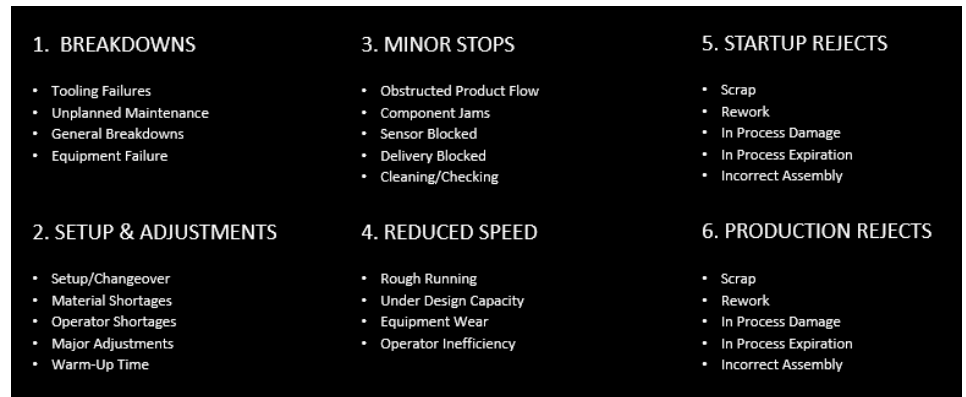 1. BREAKDOWNS
• Tooling Failures
• Unplanned Maintenance
• General Breakdowns
• Equipment Failure
2. SETUP & ADJUSTMENTS
• Setup/Changeover
• Material Shortages
• Operator Shortages
• Major Adjustments
• Warm-Up Time
3. MINOR STOPS
• Obstructed Product Flow
• Component Jams
• Sensor Blocked
• Delivery Blocked
• Cleaning/Checking
4. REDUCED SPEED
• Rough Running
• Under Design Capacity
• Equipment Wear
• Operator Inefficiency
5. STARTUP REJECTS
• Scrap
• Rework
• In Process Damage
• In Process Expiration
• Incorrect Assembly
6. PRODUCTION REJECTS
• Scrap
• Rework
• In Process Damage
• In Process Expiration
• Incorrect Assembly